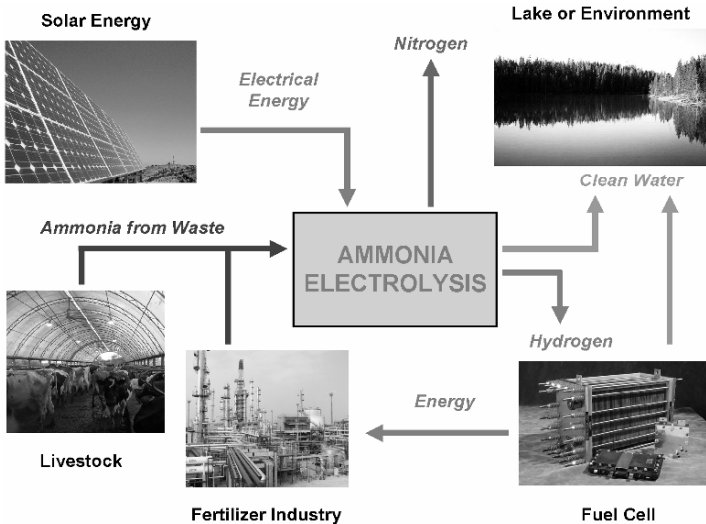 Solar Energy
Lake or Environment
Nitrogen
Electrical
Energy
Clean Water
Ammonia from Waste
AMMONIA
ELECTROLYSIS
Hydrogen
Energy
Livestock
Fertilizer Industry
Fuel Cell